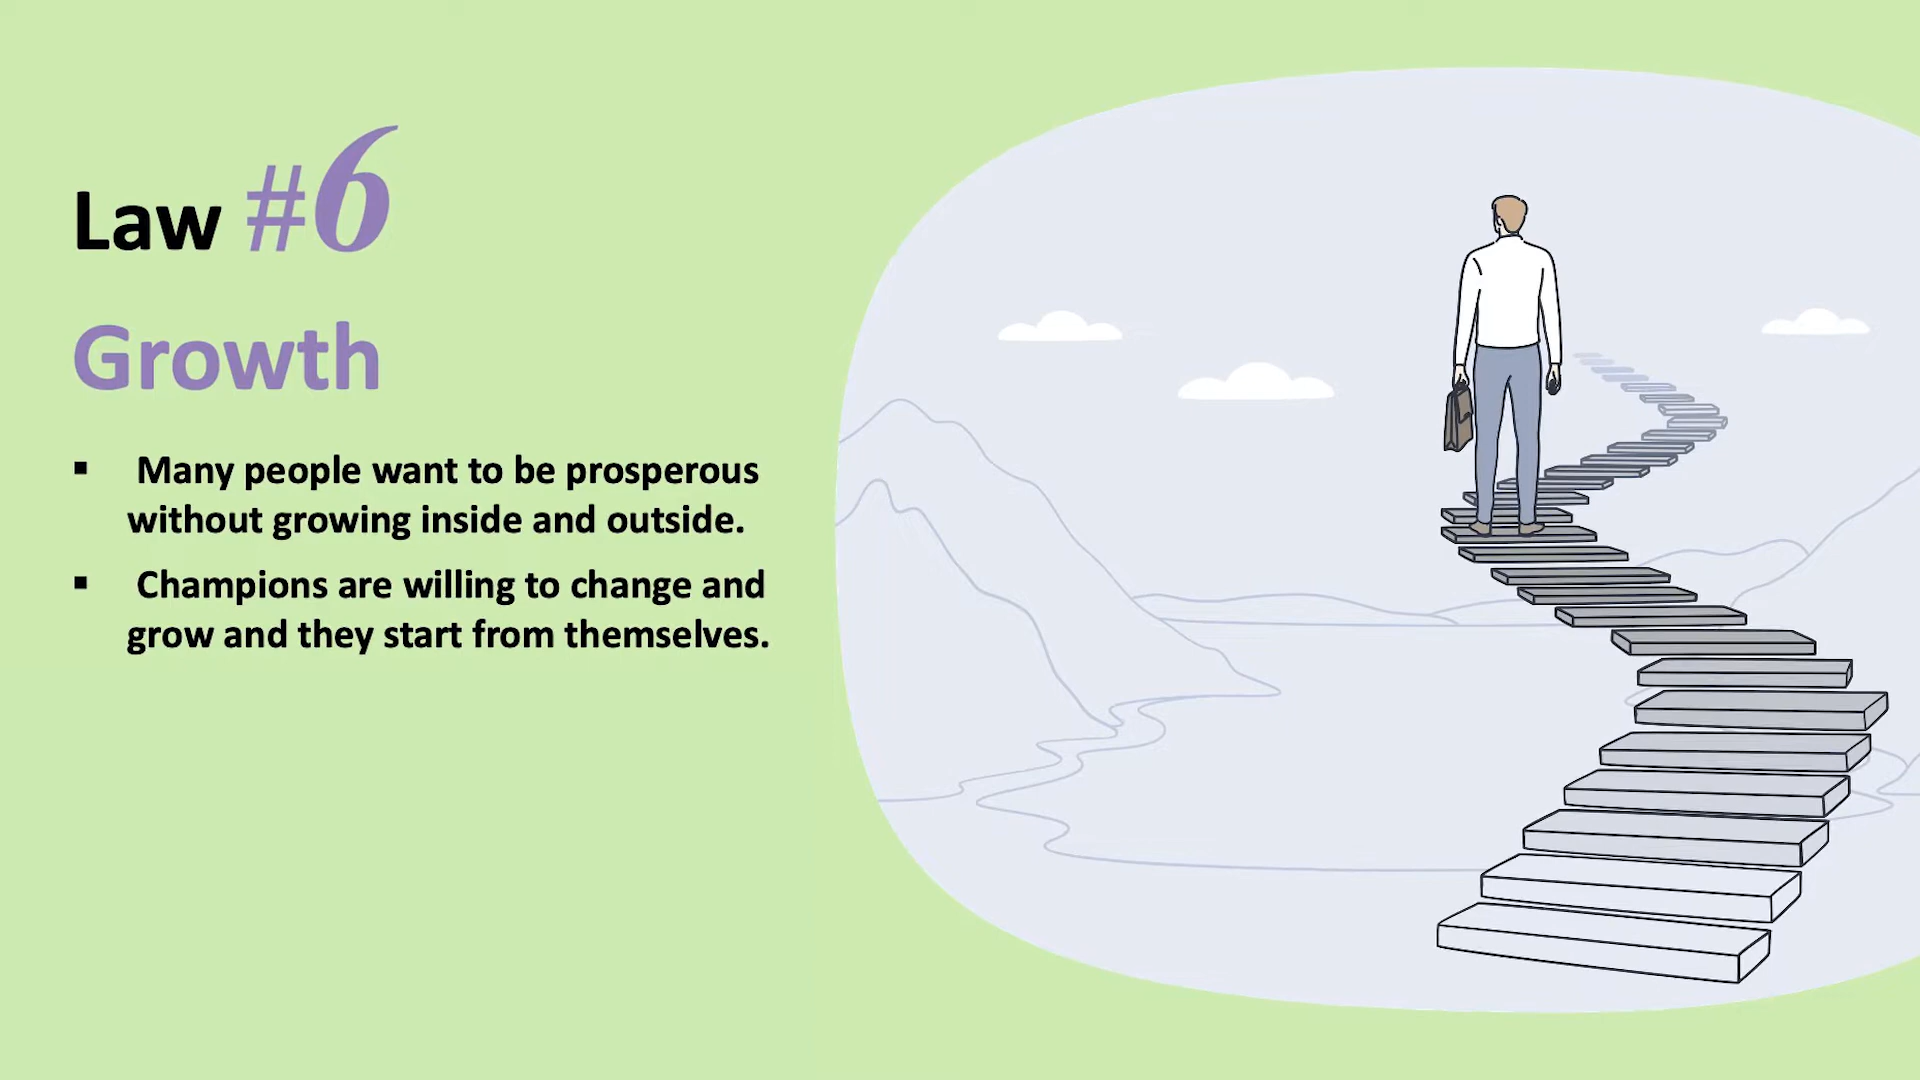 Law #6
Growth
▪ Many people want to be prosperous
without growing inside and outside.
▪ Champions are willing to change and
grow and they start from themselves.